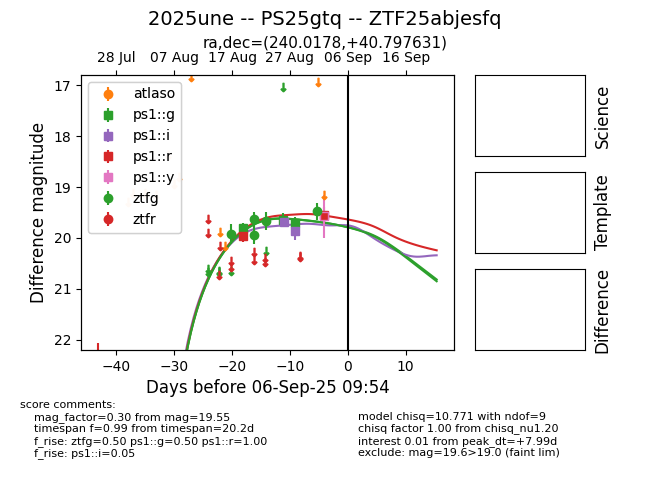 2025une -- PS25gtq -- ZTF25abjesfq
ra,dec=(240.0178,+40.797631)
28 Jul 07 Aug 17 Aug 27 Aug 06 Sep 16 Sep
17
18
19
20
21
22
Difference magnitude
atlaso
ps1::g
ps1::i
ps1::r
ps1::y
ztfg
ztfr
−40 −30 −20 −10 0 10
Days before 06-Sep-25 09:54
Science
Template
Difference
score comments:
mag_factor=0.30 from mag=19.55
timespan f=0.99 from timespan=20.2d
f_rise: ztfg=0.50 ps1::g=0.50 ps1::r=1.00
f_rise: ps1::i=0.05
model chisq=10.771 with ndof=9
chisq factor 1.00 from chisq_nu1.20
interest 0.01 from peak_dt=+7.99d
exclude: mag=19.6>19.0 (faint lim)